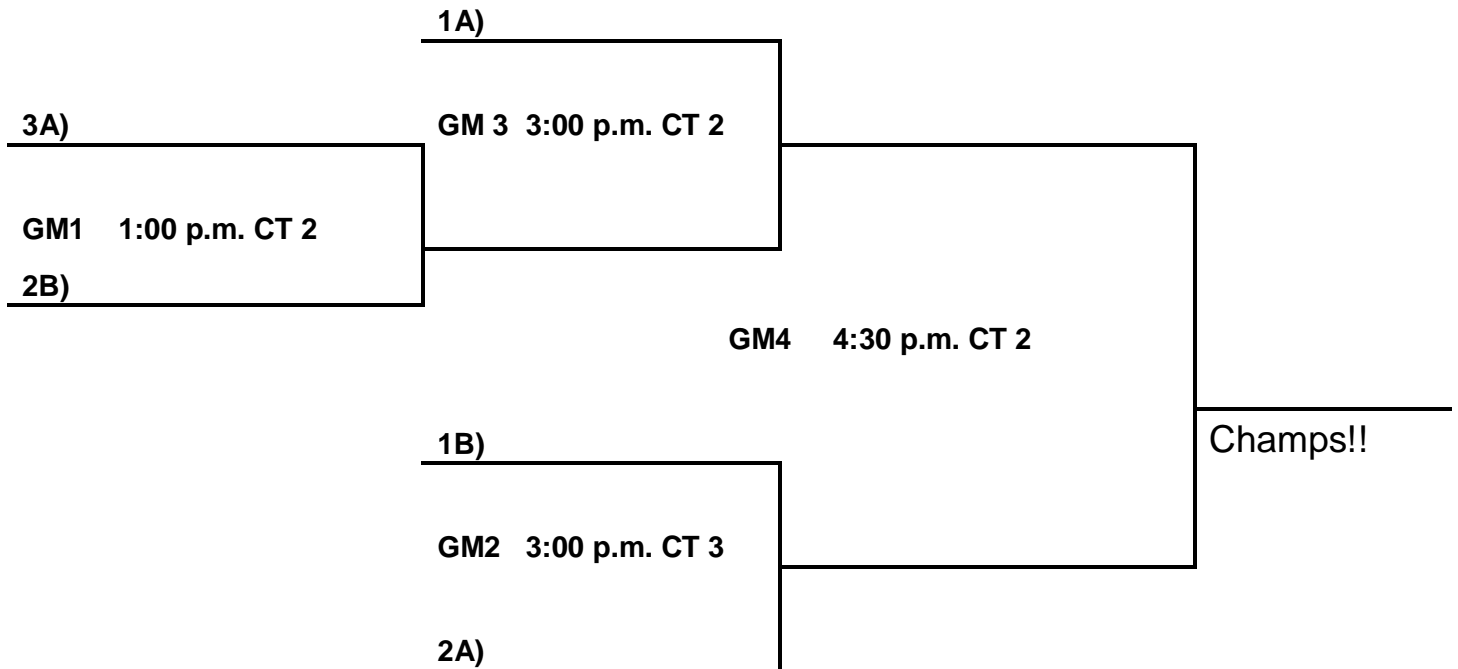 1A)
3A)
GM 3 3:00 p.m. CT 2
GM1 1:00 p.m. CT 2
2B)
GM4 4:30 p.m. CT 2
1B)
Champs!!
GM2 3:00 p.m. CT 3
2A)